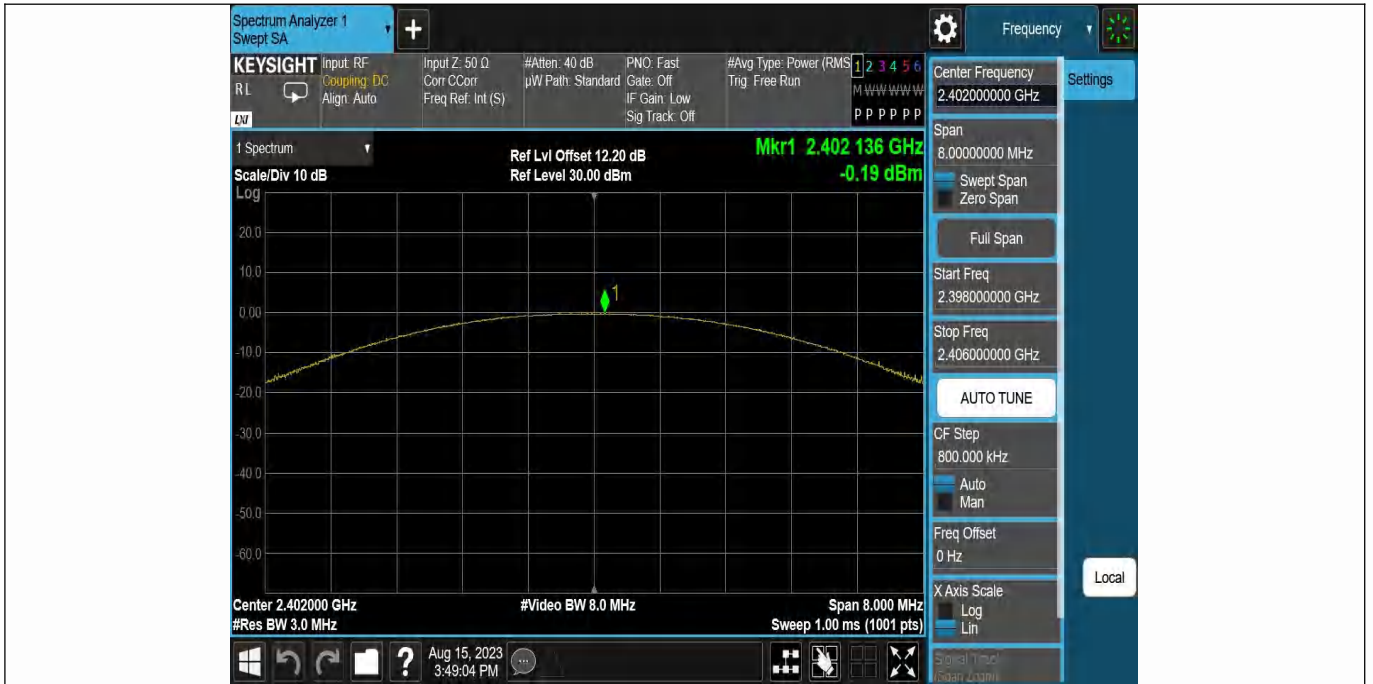 Spectrum Analyzer 1
Swept SA
+
Frequency
KEYSIGHT
RL
LXI
Input: RF
Coupling: DC
Align: Auto
Input Z: 50 Ω
Corr CCorr
Freq Ref: Int (S)
#Atten: 40 dB
µW Path: Standard
PNO: Fast
Gate: Off
IF Gain: Low
Sig Track: Off
#Avg Type: Power (RMS
Trig: Free Run
1 2 3 4 5 6
M W W W W W
P P P P P P
Center Frequency
2.402000000 GHz
Settings
Span
8.00000000 MHz
Swept Span
Zero Span
Full Span
Start Freq
2.398000000 GHz
Stop Freq
2.406000000 GHz
AUTO TUNE
CF Step
800.000 kHz
Auto
Man
Freq Offset
0 Hz
X Axis Scale
Log
Lin
Signal Track
(Span Zoom)
Local
1 Spectrum
Scale/Div 10 dB
Ref Lvl Offset 12.20 dB
Ref Level 30.00 dBm
Mkr1 2.402 136 GHz
-0.19 dBm
Log
20.0
10.0
1
0.00
-10.0
-20.0
-30.0
-40.0
-50.0
-60.0
Center 2.402000 GHz
#Video BW 8.0 MHz
Span 8.000 MHz
#Res BW 3.0 MHz
Sweep 1.00 ms (1001 pts)
?
Aug 15, 2023
3:49:04 PM